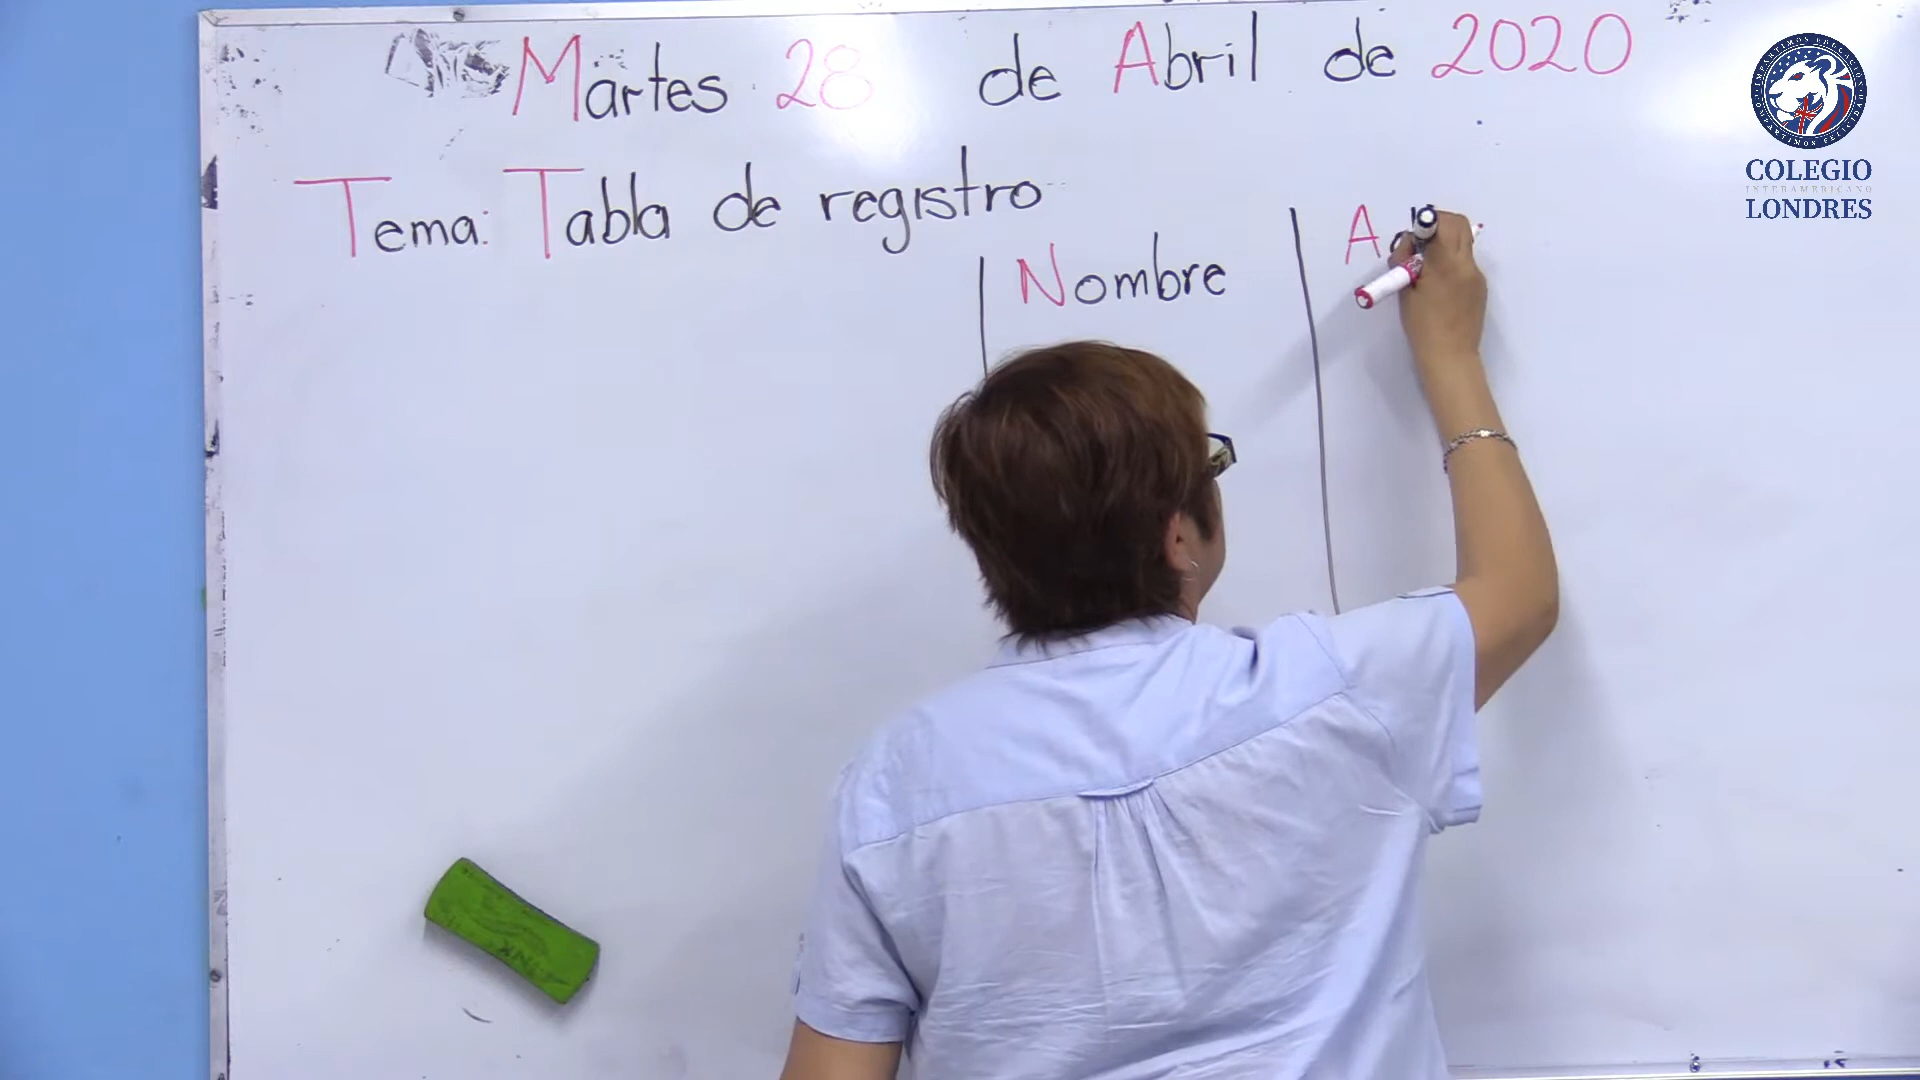 Martes 28 de Abril de 2020
Tema: Tabla de registro
Nombre
COLEGIO
INTERAMERICANO
LONDRES